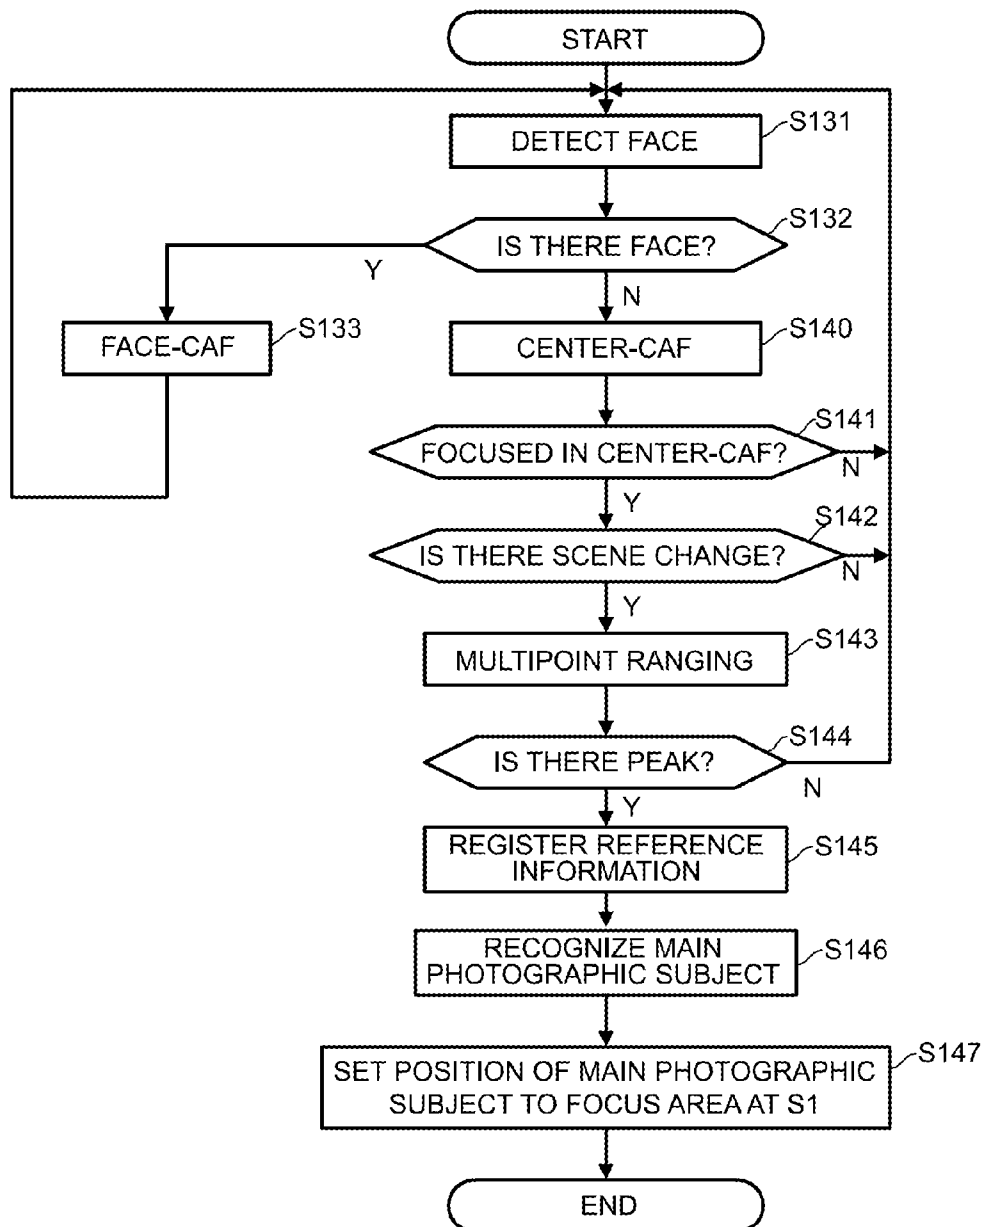 START
DETECT FACE
S131
IS THERE FACE?
S132
Y
N
FACE-CAF
S133
CENTER-CAF
S140
FOCUSED IN CENTER-CAF?
S141
N
Y
IS THERE SCENE CHANGE?
S142
N
Y
MULTIPOINT RANGING
S143
IS THERE PEAK?
S144
N
Y
REGISTER REFERENCE
INFORMATION
S145
RECOGNIZE MAIN
PHOTOGRAPHIC SUBJECT
S146
SET POSITION OF MAIN PHOTOGRAPHIC
SUBJECT TO FOCUS AREA AT S1
S147
END